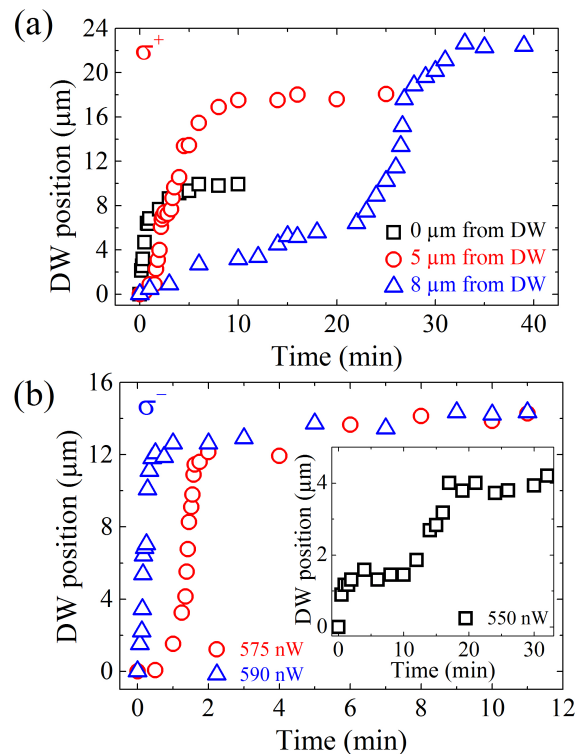 (a)
σ+
DW position (µm)
24
20
16
12
8
4
0
0 µm from DW
5 µm from DW
8 µm from DW
0 10 20 30 40
Time (min)
(b)
σ−
DW position (µm)
16
12
8
4
0
575 nW
590 nW
DW position (µm)
4
2
0
550 nW
0 10 20 30
Time (min)
0 2 4 6 8 10 12
Time (min)